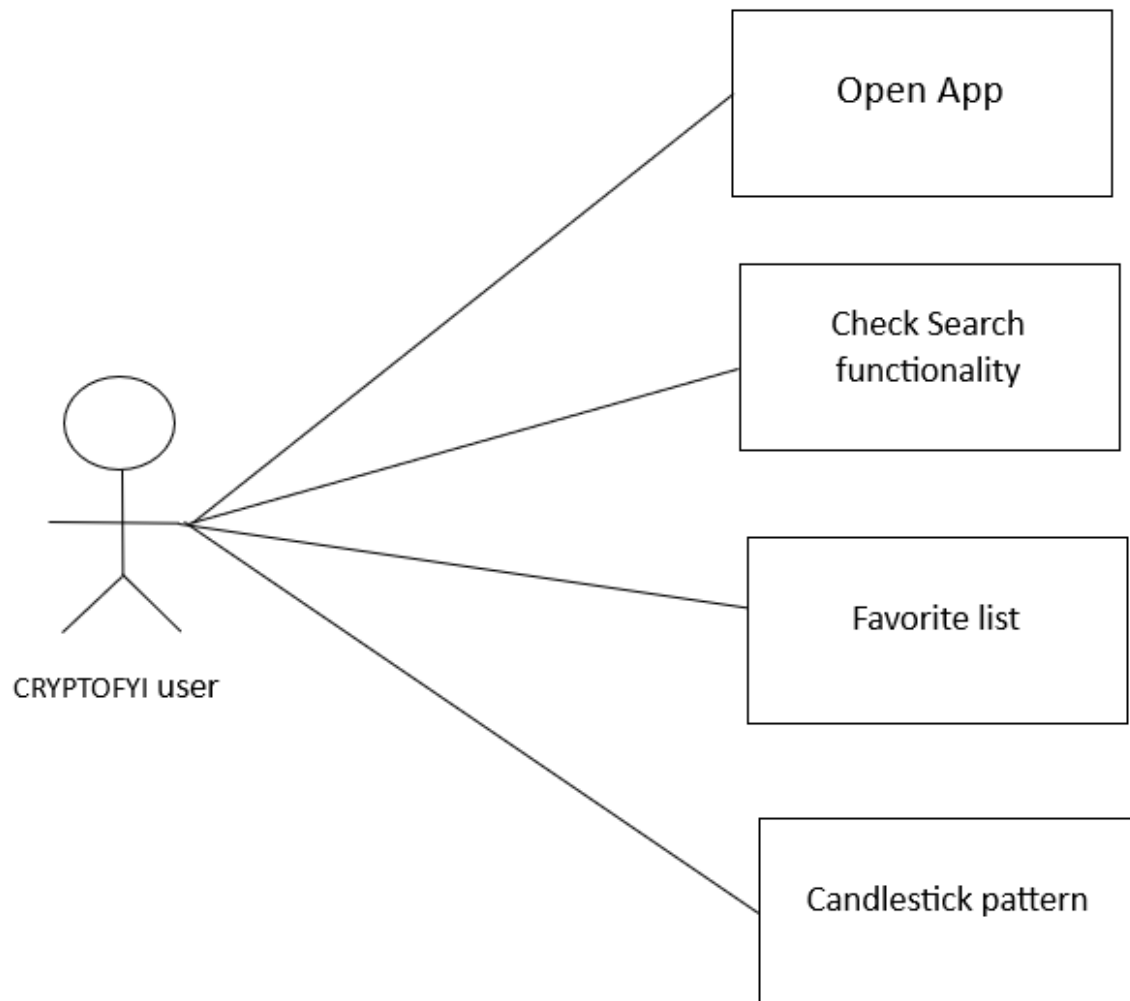 Open App
Check Search
functionality
Favorite list
CRYPTOFYI user
Candlestick pattern